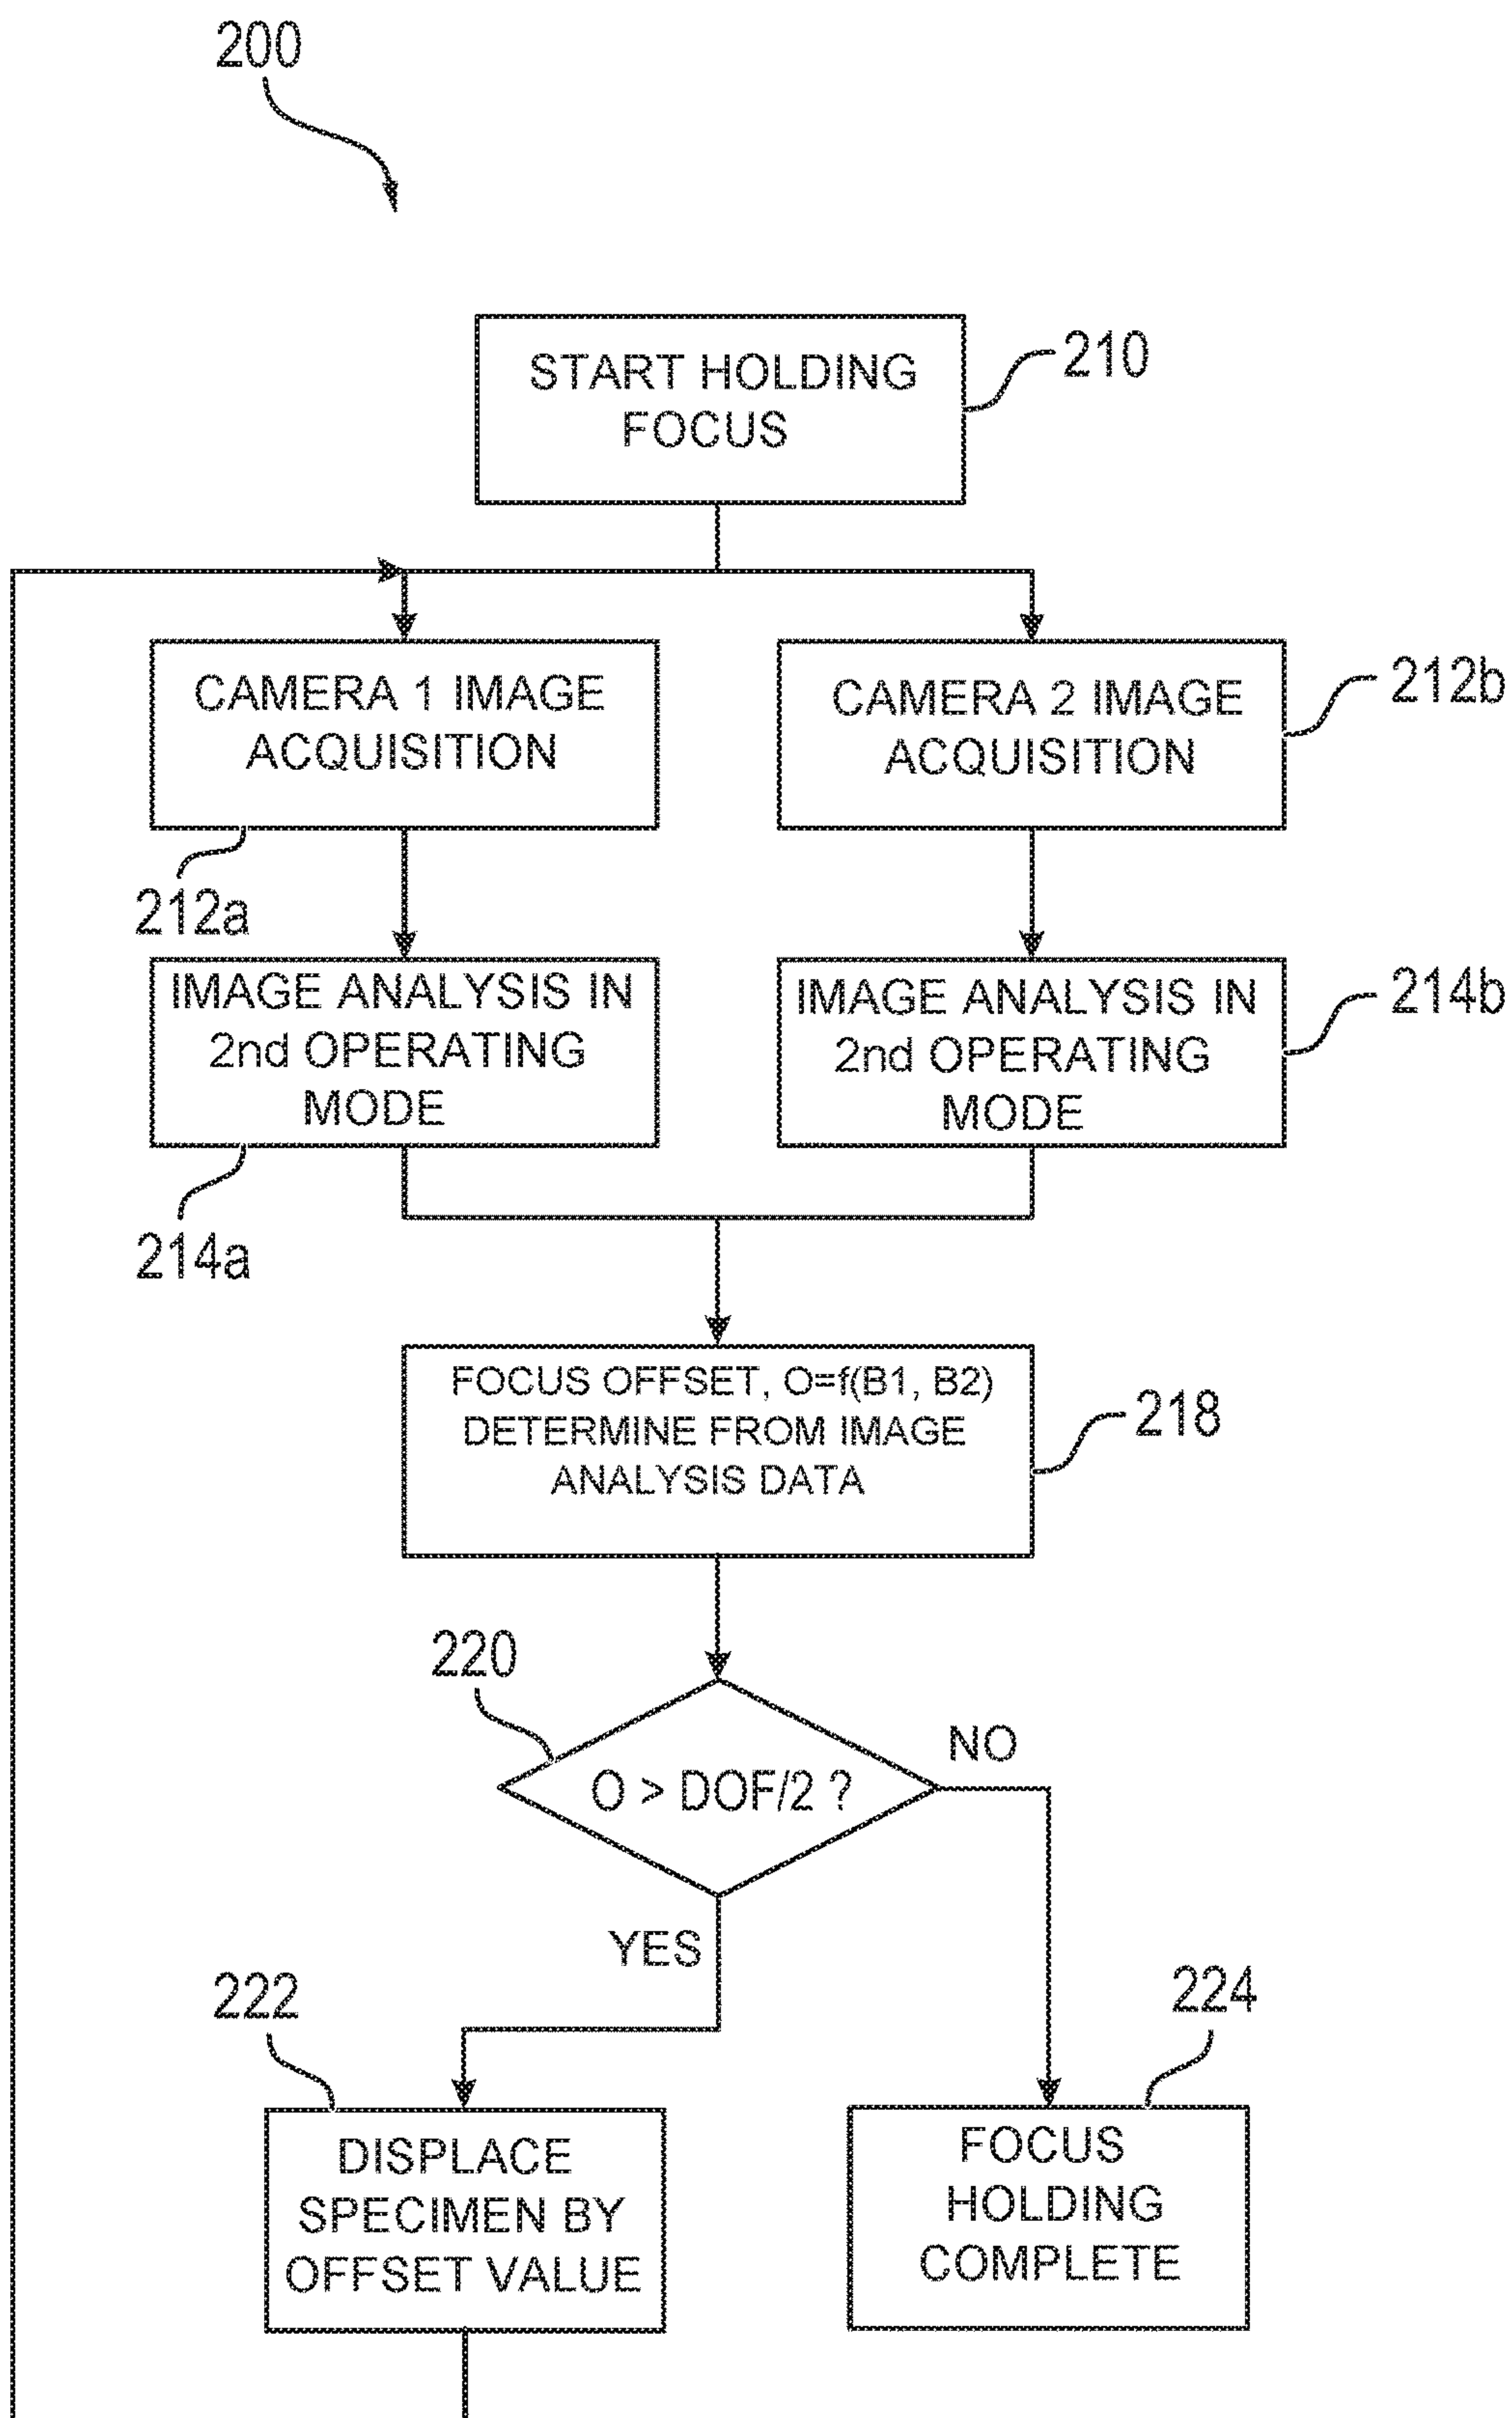 200
START HOLDING
FOCUS
210
CAMERA 1 IMAGE
ACQUISITION
212a
CAMERA 2 IMAGE
ACQUISITION
212b
IMAGE ANALYSIS IN
2nd OPERATING
MODE
214a
IMAGE ANALYSIS IN
2nd OPERATING
MODE
214b
FOCUS OFFSET, O=f(B1, B2)
DETERMINE FROM IMAGE
ANALYSIS DATA
218
220
O > DOF/2 ?
NO
YES
222
DISPLACE
SPECIMEN BY
OFFSET VALUE
224
FOCUS
HOLDING
COMPLETE